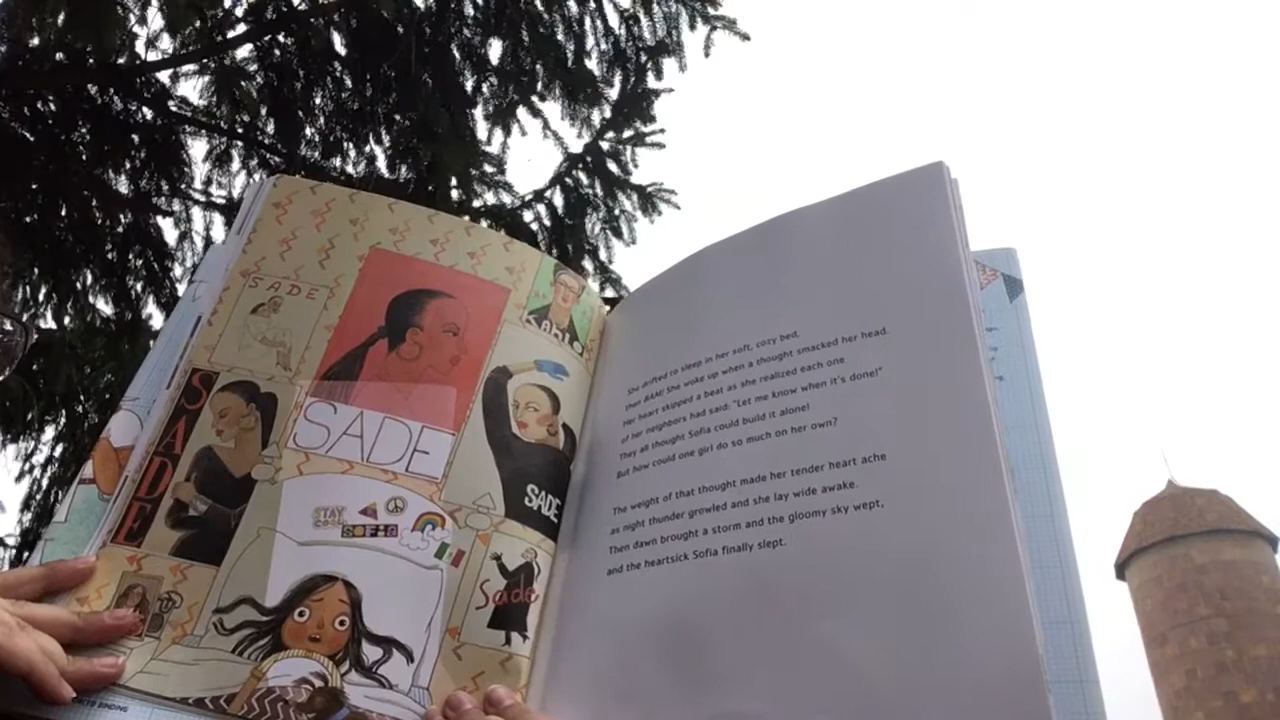 SADE
SADE
KAHLO
SADE
SADE
STAY
COOL
SOFIA
Sade
BINDING
She drifted to sleep in her soft, cozy bed,
then BAM! She woke up when a thought smacked her head.
Her heart skipped a beat as she realized each one
of her neighbors had said: "Let me know when it's done!"
They all thought Sofia could build it alone!
But how could one girl do so much on her own?
The weight of that thought made her tender heart ache
as night thunder growled and she lay wide awake.
Then dawn brought a storm and the gloomy sky wept,
and the heartsick Sofia finally slept.